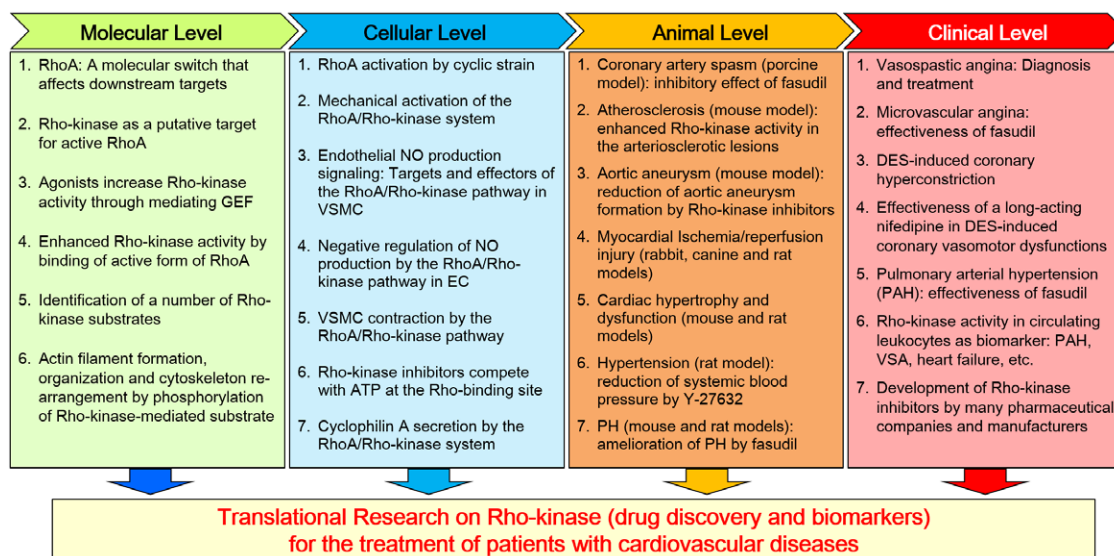 Molecular Level
1. RhoA: A molecular switch that
affects downstream targets
2. Rho-kinase as a putative target
for active RhoA
3. Agonists increase Rho-kinase
activity through mediating GEF
4. Enhanced Rho-kinase activity by
binding of active form of RhoA
5. Identification of a number of Rho-
kinase substrates
6. Actin filament formation,
organization and cytoskeleton re-
arrangement by phosphorylation
of Rho-kinase-mediated substrate
Cellular Level
1. RhoA activation by cyclic strain
2. Mechanical activation of the
RhoA/Rho-kinase system
3. Endothelial NO production
signaling: Targets and effectors of
the RhoA/Rho-kinase pathway in
VSMC
4. Negative regulation of NO
production by the RhoA/Rho-
kinase pathway in EC
5. VSMC contraction by the
RhoA/Rho-kinase pathway
6. Rho-kinase inhibitors compete
with ATP at the Rho-binding site
7. Cyclophilin A secretion by the
RhoA/Rho-kinase system
Animal Level
1. Coronary artery spasm (porcine
model): inhibitory effect of fasudil
2. Atherosclerosis (mouse model):
enhanced Rho-kinase activity in
the arteriosclerotic lesions
3. Aortic aneurysm (mouse model):
reduction of aortic aneurysm
formation by Rho-kinase inhibitors
4. Myocardial Ischemia/reperfusion
injury (rabbit, canine and rat
models)
5. Cardiac hypertrophy and
dysfunction (mouse and rat
models)
6. Hypertension (rat model):
reduction of systemic blood
pressure by Y-27632
7. PH (mouse and rat models):
amelioration of PH by fasudil
Clinical Level
1. Vasospastic angina: Diagnosis
and treatment
2. Microvascular angina:
effectiveness of fasudil
3. DES-induced coronary
hyperconstriction
4. Effectiveness of a long-acting
nifedipine in DES-induced
coronary vasomotor dysfunctions
5. Pulmonary arterial hypertension
(PAH): effectiveness of fasudil
6. Rho-kinase activity in circulating
leukocytes as biomarker: PAH,
VSA, heart failure, etc.
7. Development of Rho-kinase
inhibitors by many pharmaceutical
companies and manufacturers
Translational Research on Rho-kinase (drug discovery and biomarkers)
for the treatment of patients with cardiovascular diseases